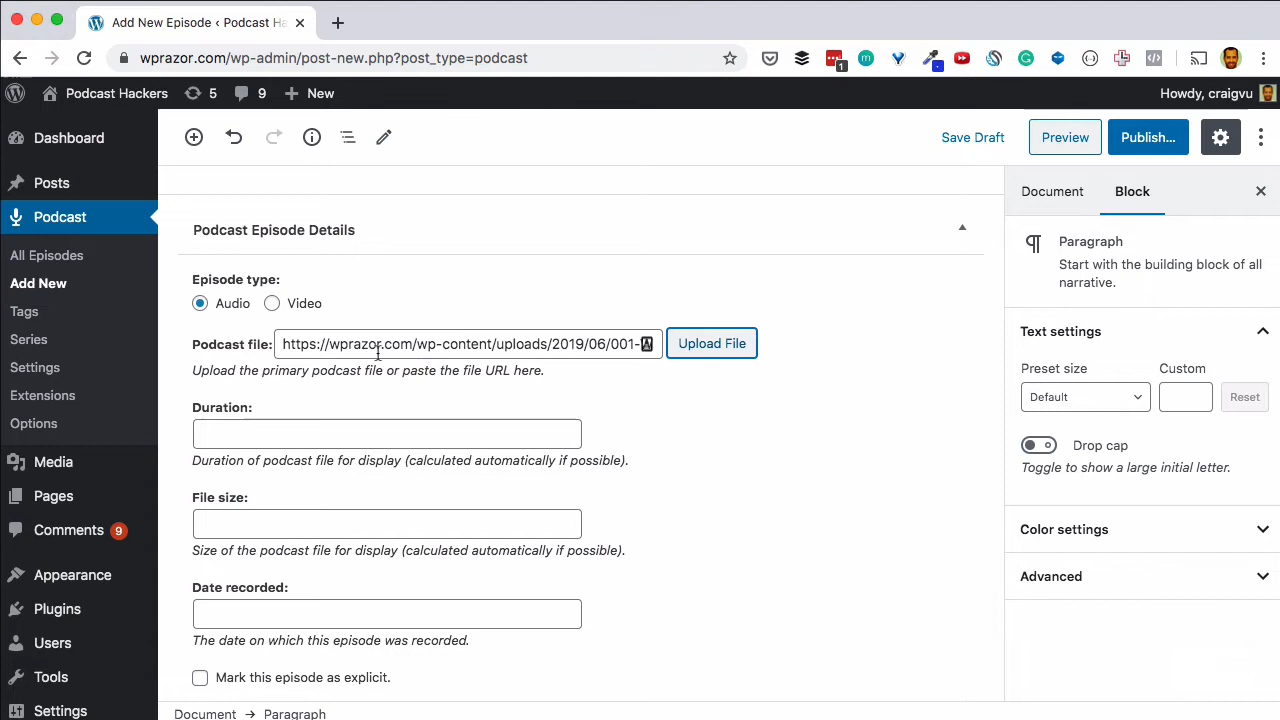 Add New Episode ‹ Podcast Ha
wprazor.com/wp-admin/post-new.php?post_type=podcast
1
Podcast Hackers 5 9 New Howdy, craigvu
Dashboard
Posts
Podcast
All Episodes
Add New
Tags
Series
Settings
Extensions
Options
Media
Pages
Comments 9
Appearance
Plugins
Users
Tools
Settings
Save Draft Preview Publish...
Podcast Episode Details
Episode type:
Audio Video
Podcast file: https://wprazor.com/wp-content/uploads/2019/06/001- Upload File
Upload the primary podcast file or paste the file URL here.
Duration:
Duration of podcast file for display (calculated automatically if possible).
File size:
Size of the podcast file for display (calculated automatically if possible).
Date recorded:
The date on which this episode was recorded.
Mark this episode as explicit.
Document → Paragraph
Document Block
Paragraph
Start with the building block of all
narrative.
Text settings
Preset size Custom
Default Reset
Drop cap
Toggle to show a large initial letter.
Color settings
Advanced